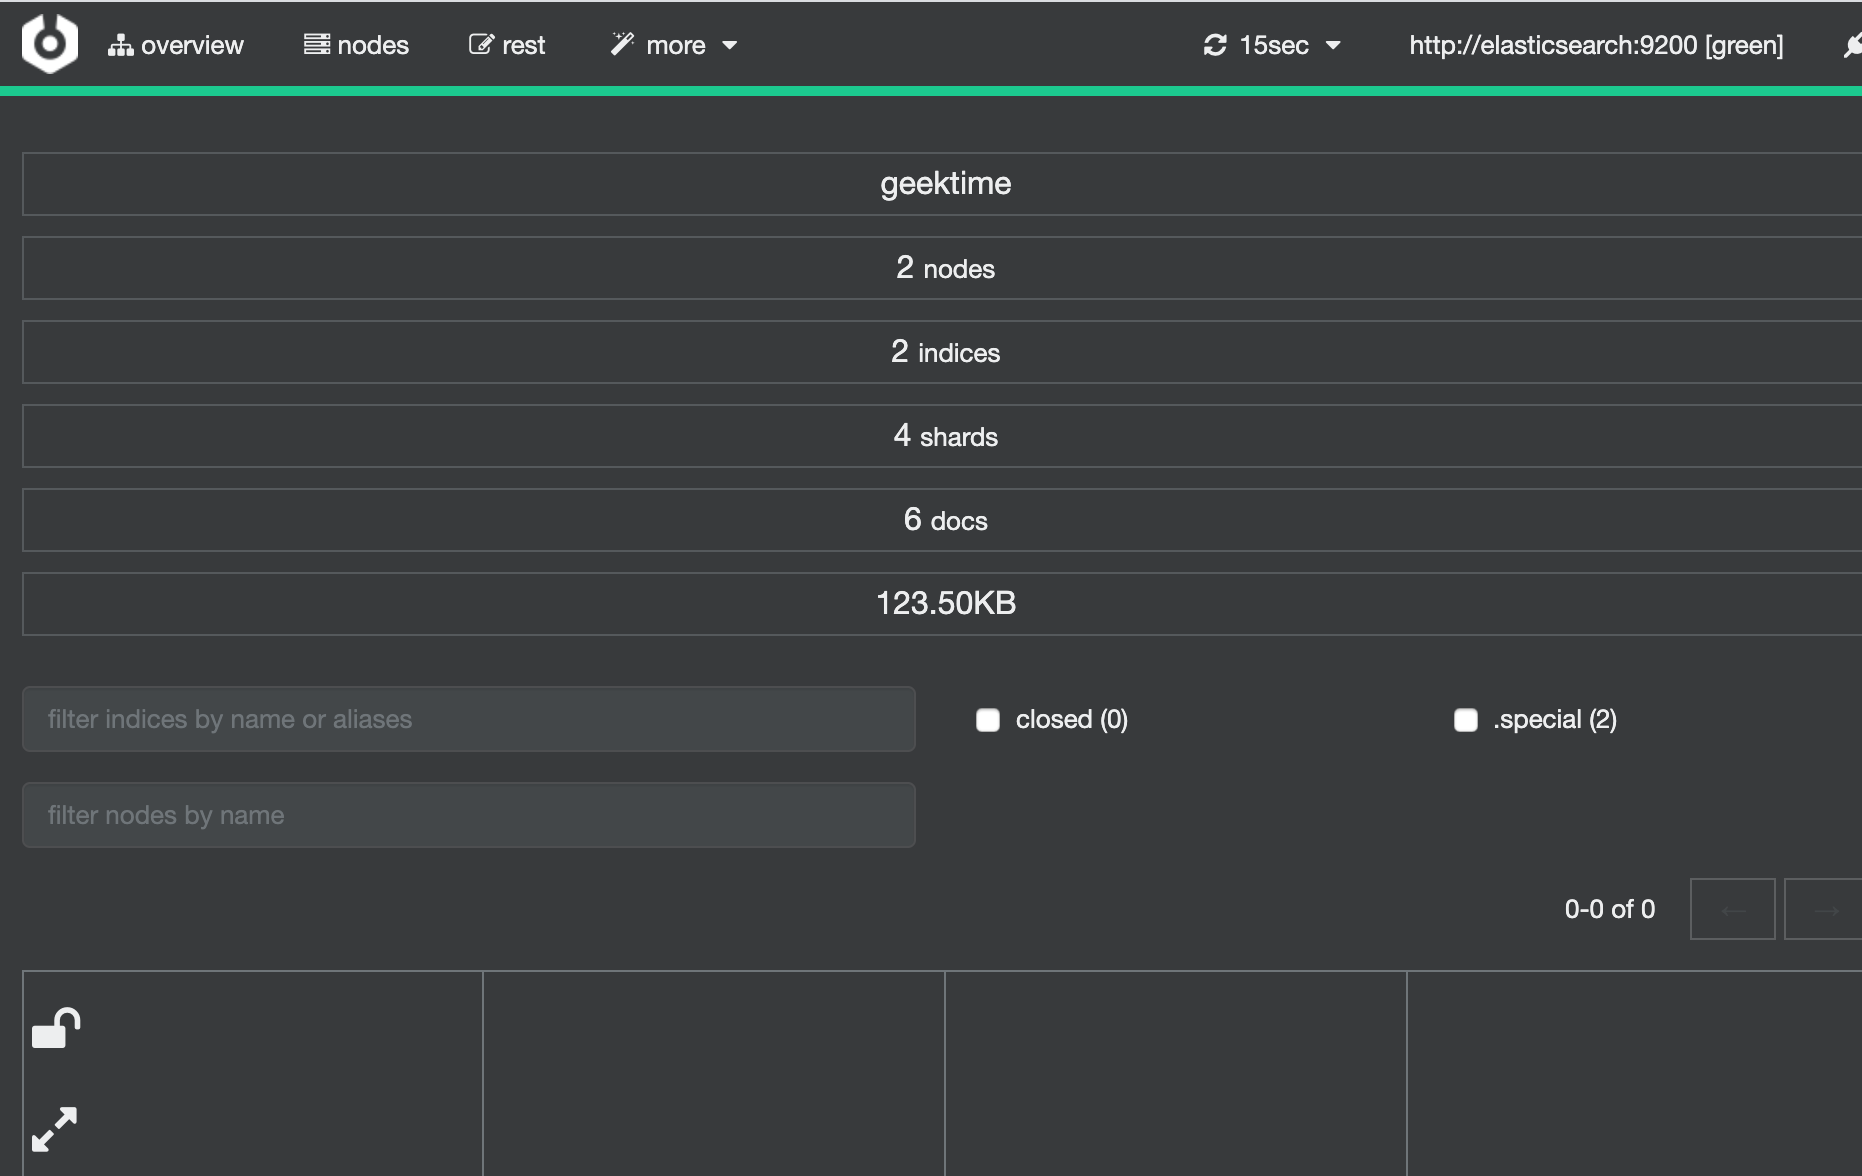 overview nodes rest more 15sec http://elasticsearch:9200 [green]
geektime
2 nodes
2 indices
4 shards
6 docs
123.50KB
filter indices by name or aliases closed (0) .special (2)
filter nodes by name
0-0 of 0 ← →